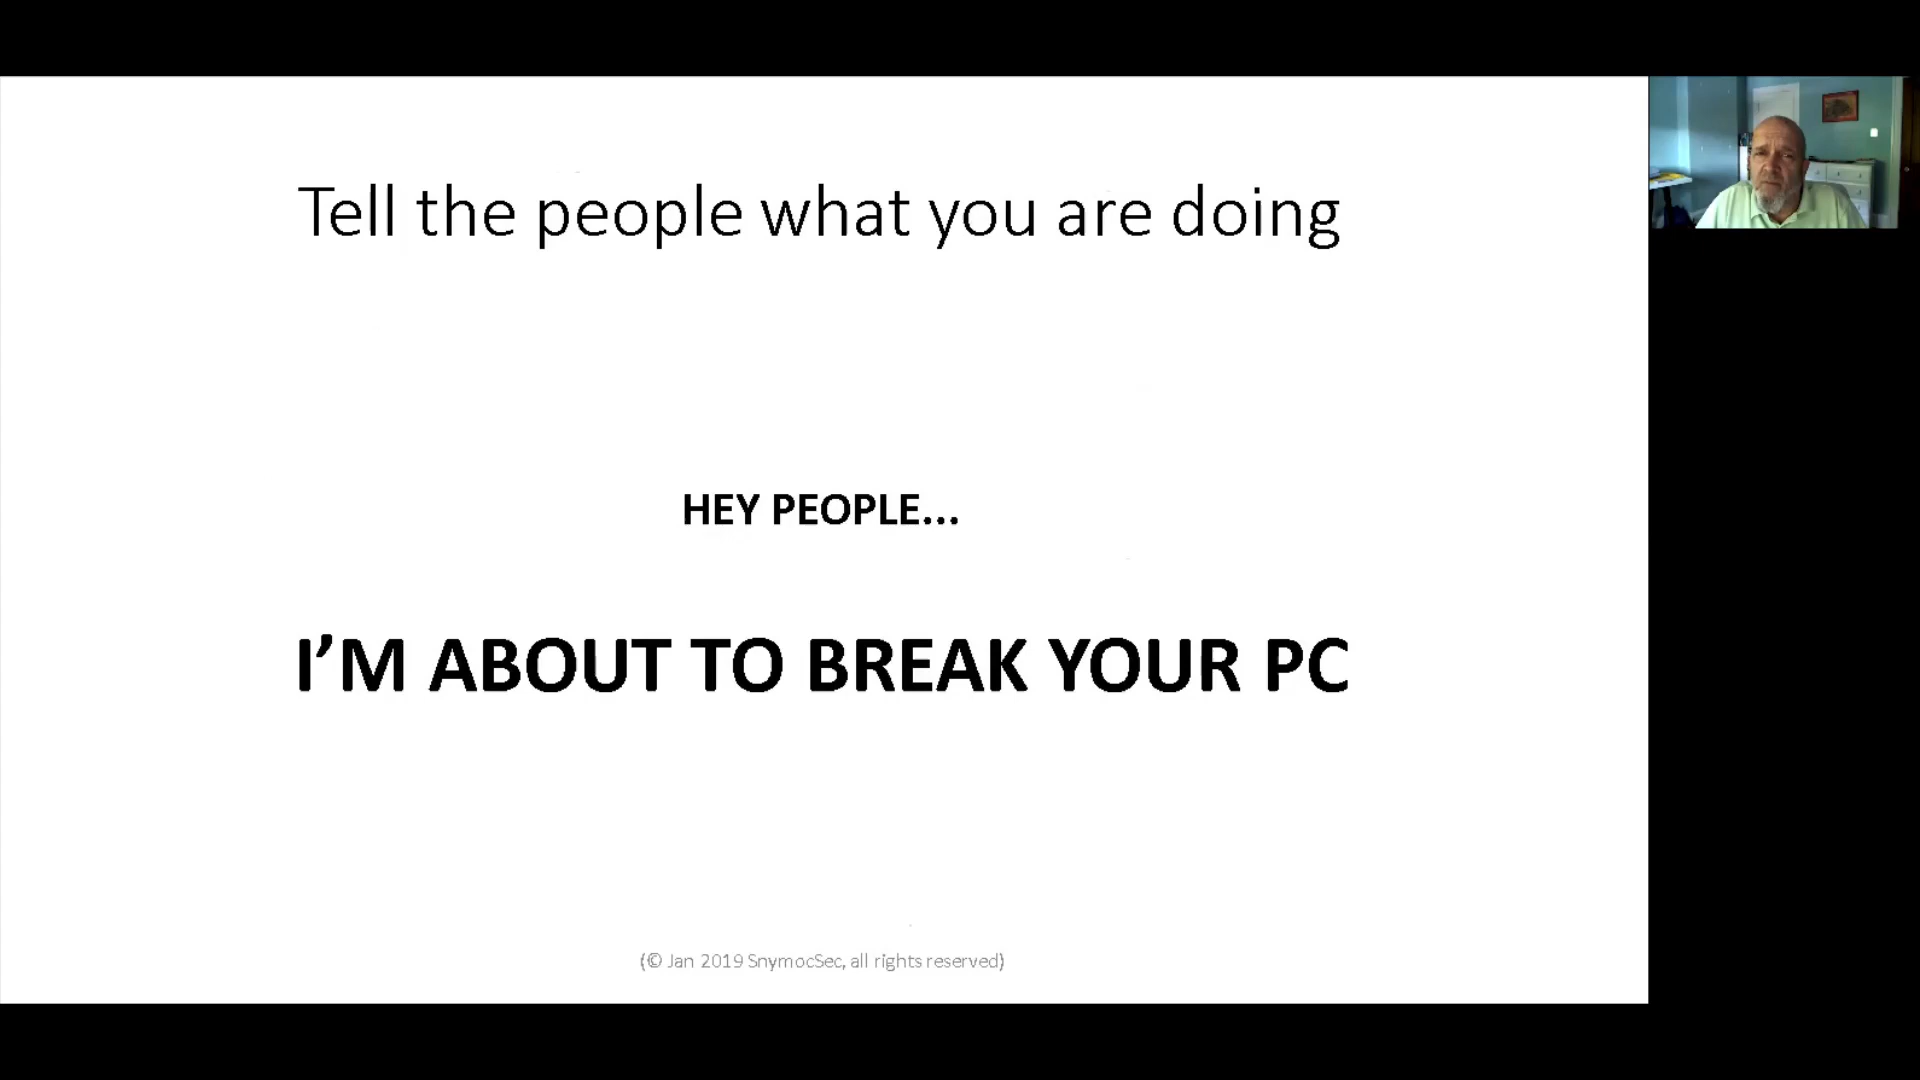 Tell the people what you are doing
HEY PEOPLE...
I’M ABOUT TO BREAK YOUR PC
(© Jan 2019 SnymocSec, all rights reserved)